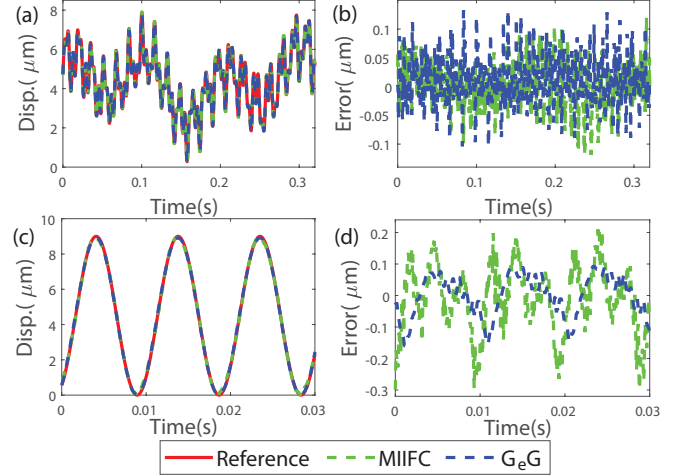 (a)
8
6
4
2
0
0 0.1 0.2 0.3
Disp.( μm)
Time(s)
(b)
0.1
0.05
0
-0.05
-0.1
0 0.1 0.2 0.3
Error( μm)
Time(s)
(c)
10
8
6
4
2
0
0 0.01 0.02 0.03
Disp.( μm)
Time(s)
(d)
0.2
0.1
0
-0.1
-0.2
-0.3
0 0.01 0.02 0.03
Error( μm)
Time(s)
Reference MIIFC GeG